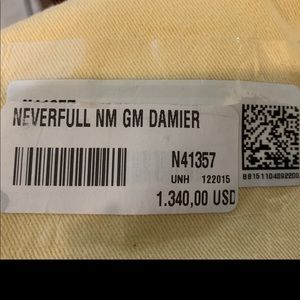 NEVERFULL NM GM DAMIER
N41357
UNH 122015
1.340,00 USD